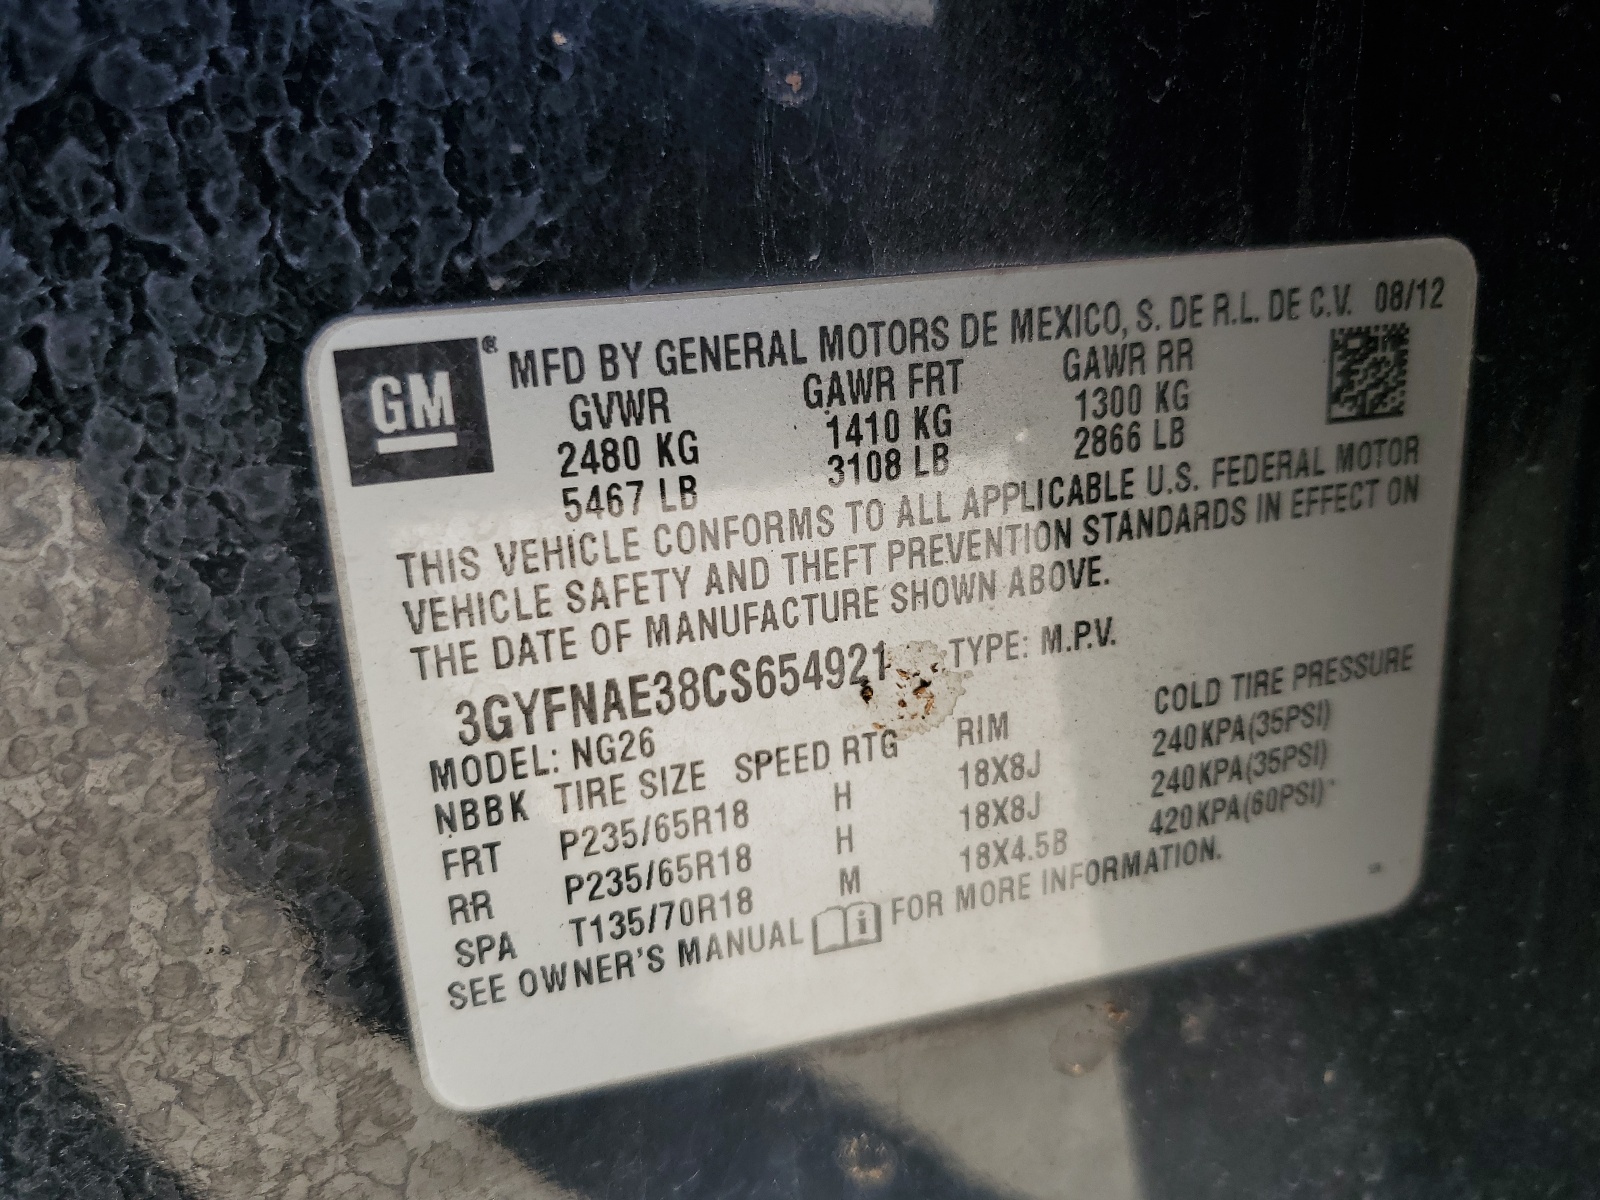 GM ® MFD BY GENERAL MOTORS DE MEXICO, S. DE R.L. DE C.V. 08/12
GVWR GAWR FRT GAWR RR
2480 KG 1410 KG 1300 KG
5467 LB 3108 LB 2866 LB
THIS VEHICLE CONFORMS TO ALL APPLICABLE U.S. FEDERAL MOTOR
VEHICLE SAFETY AND THEFT PREVENTION STANDARDS IN EFFECT ON
THE DATE OF MANUFACTURE SHOWN ABOVE.
3GYFNAE38CS654921 TYPE: M.P.V.
MODEL: NG26
NBBK TIRE SIZE SPEED RTG RIM COLD TIRE PRESSURE
FRT P235/65R18 H 18X8J 240KPA(35PSI)
RR P235/65R18 H 18X8J 240KPA(35PSI)
SPA T135/70R18 M 18X4.5B 420KPA(60PSI)
SEE OWNER'S MANUAL i FOR MORE INFORMATION.